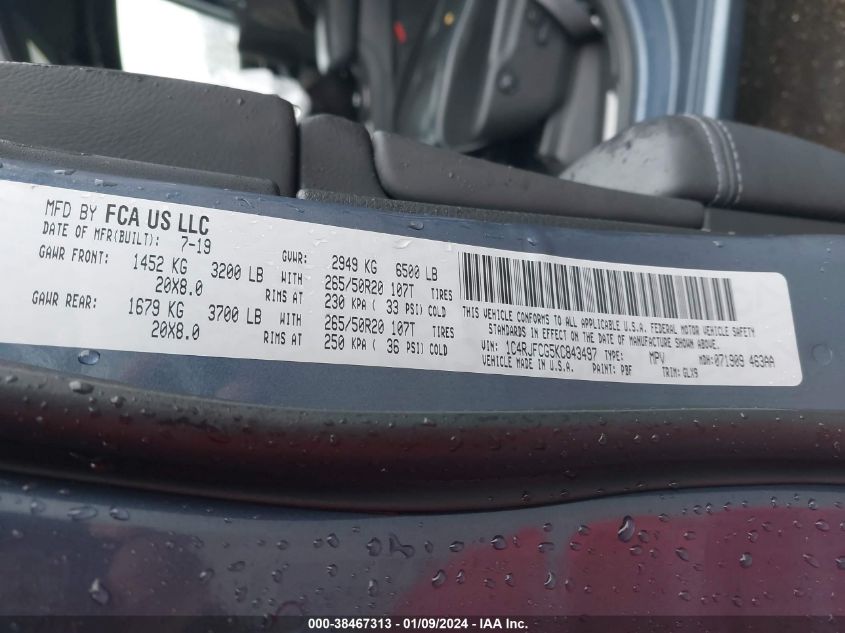 MFD BY FCA US LLC
DATE OF MFR(BUILT): 7-19
GVWR: 2949 KG 6500 LB
GAWR FRONT: 1452 KG 3200 LB WITH 265/50R20 107T TIRES
20X8.0 RIMS AT 230 KPA ( 33 PSI) COLD
GAWR REAR: 1679 KG 3700 LB WITH 265/50R20 107T TIRES
20X8.0 RIMS AT 250 KPA ( 36 PSI) COLD
THIS VEHICLE CONFORMS TO ALL APPLICABLE U.S.A. FEDERAL MOTOR VEHICLE SAFETY
STANDARDS IN EFFECT ON THE DATE OF MANUFACTURE SHOWN ABOVE.
VIN: 1C4RJFCG5KC843497 TYPE: MPV MDH: 071909 463AA
VEHICLE MADE IN U.S.A. PAINT: PBF TRIM: GLX9
000-38467313 - 01/09/2024 - IAA Inc.